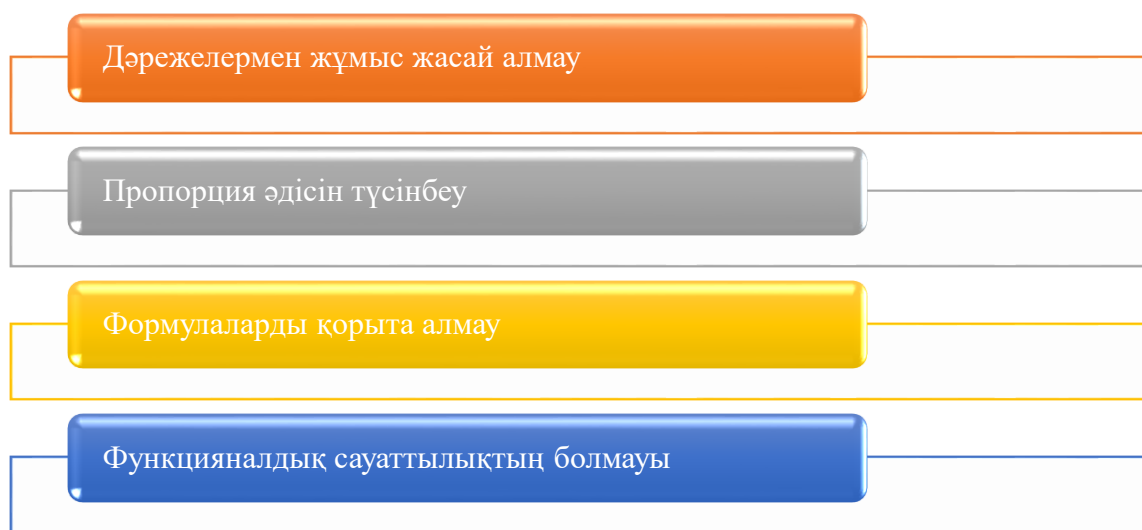 Дәрежелермен жұмыс жасай алмау
Пропорция әдісін түсінбеу
Формулаларды қорыта алмау
Функцияналдық сауаттылықтың болмауы